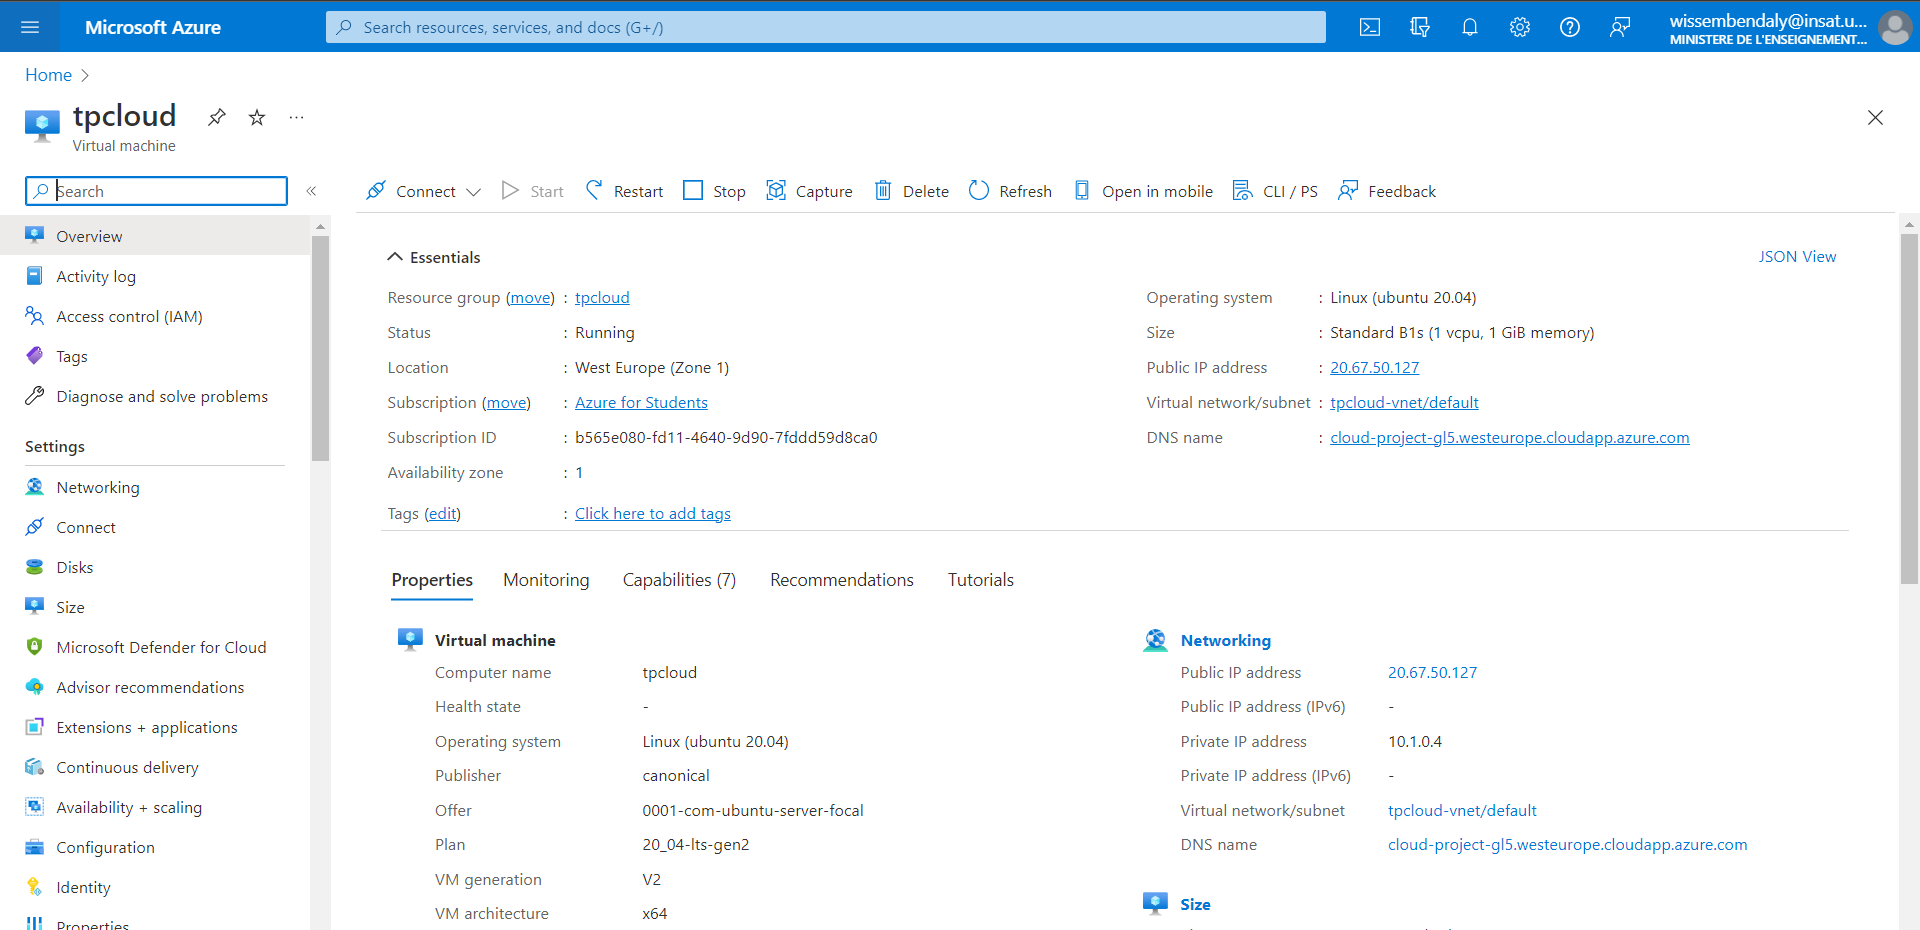 Microsoft Azure
Search resources, services, and docs (G+/)
wissembendaly@insat.u...
MINISTERE DE L'ENSEIGNEMENT...
Home
tpcloud
Virtual machine
Search
Connect Start Restart Stop Capture Delete Refresh Open in mobile CLI / PS Feedback
Overview
Activity log
Access control (IAM)
Tags
Diagnose and solve problems
Settings
Networking
Connect
Disks
Size
Microsoft Defender for Cloud
Advisor recommendations
Extensions + applications
Continuous delivery
Availability + scaling
Configuration
Identity
Properties
Essentials
JSON View
Resource group (move) : tpcloud
Status : Running
Location : West Europe (Zone 1)
Subscription (move) : Azure for Students
Subscription ID : b565e080-fd11-4640-9d90-7fddd59d8ca0
Availability zone : 1
Tags (edit) : Click here to add tags
Operating system : Linux (ubuntu 20.04)
Size : Standard B1s (1 vcpu, 1 GiB memory)
Public IP address : 20.67.50.127
Virtual network/subnet : tpcloud-vnet/default
DNS name : cloud-project-gl5.westeurope.cloudapp.azure.com
Properties Monitoring Capabilities (7) Recommendations Tutorials
Virtual machine
Computer name tpcloud
Health state -
Operating system Linux (ubuntu 20.04)
Publisher canonical
Offer 0001-com-ubuntu-server-focal
Plan 20_04-lts-gen2
VM generation V2
VM architecture x64
Networking
Public IP address 20.67.50.127
Public IP address (IPv6) -
Private IP address 10.1.0.4
Private IP address (IPv6) -
Virtual network/subnet tpcloud-vnet/default
DNS name cloud-project-gl5.westeurope.cloudapp.azure.com
Size